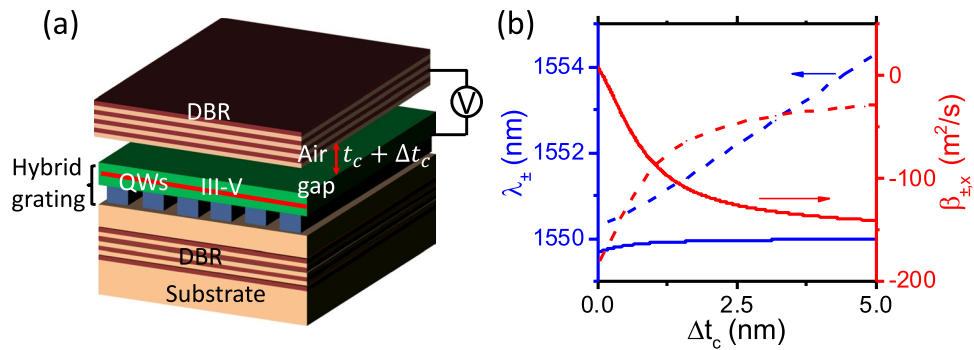 (a)
DBR
V
Hybrid
grating
QWs
III-V
Air
gap
t_c + Δt_c
DBR
Substrate
(b)
λ± (nm)
1554
1552
1550
0
-100
-200
β±,x (m²/s)
0.0
2.5
5.0
Δt_c (nm)